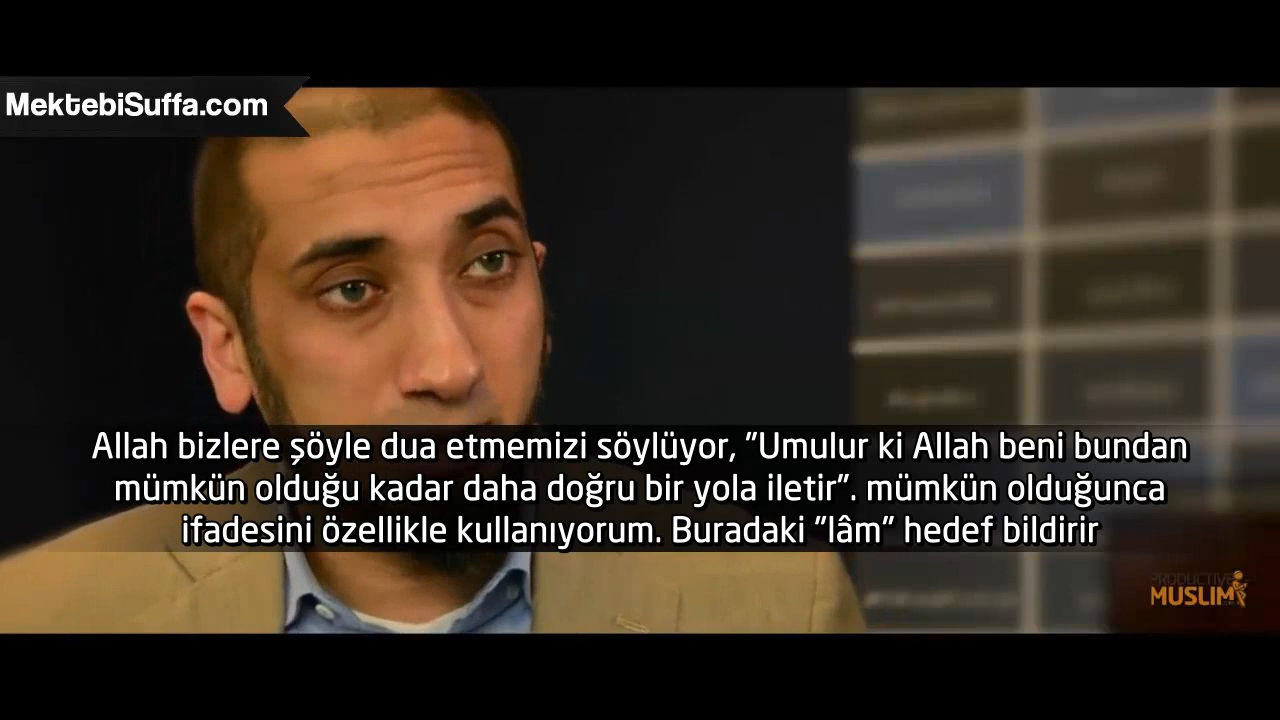 MektebiSuffa.com
Allah bizlere şöyle dua etmemizi söylüyor, "Umulur ki Allah beni bundan
mümkün olduğu kadar daha doğru bir yola iletir". mümkün olduğunca
ifadesini özellikle kullanıyorum. Buradaki "lâm" hedef bildirir
PRODUCTIVE
MUSLIM